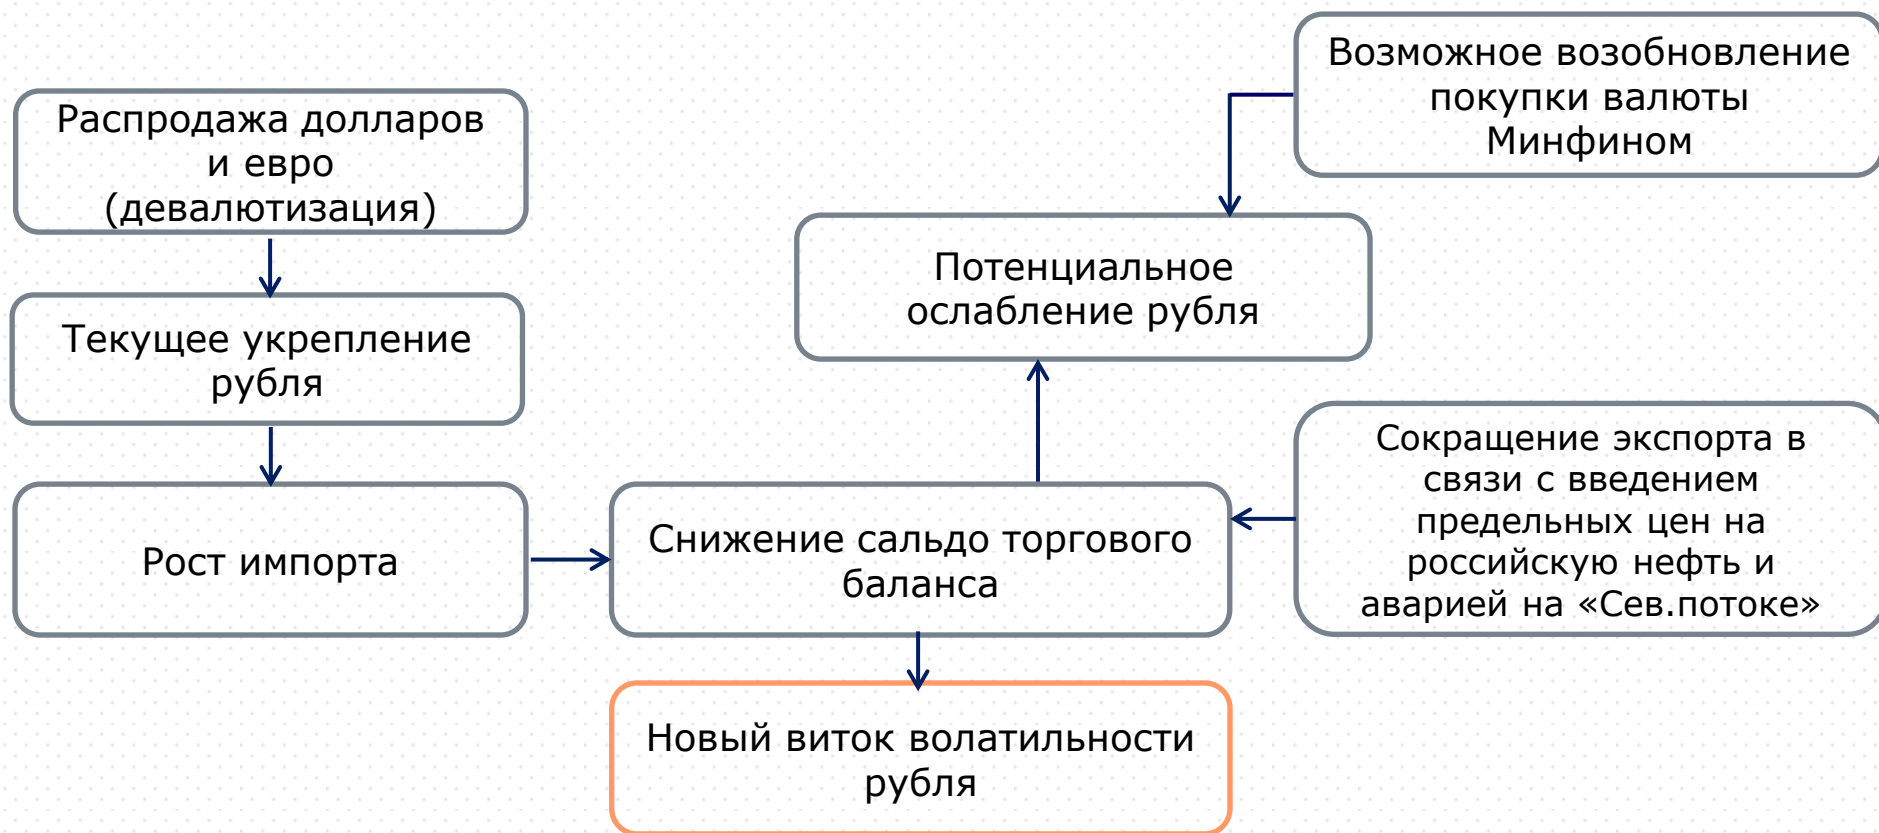 Распродажа долларов
и евро
(девалютизация)
Текущее укрепление
рубля
Рост импорта
Возможное возобновление
покупки валюты
Минфином
Потенциальное
ослабление рубля
Сокращение экспорта в
связи с введением
предельных цен на
российскую нефть и
аварией на «Сев.потоке»
Снижение сальдо торгового
баланса
Новый виток волатильности
рубля